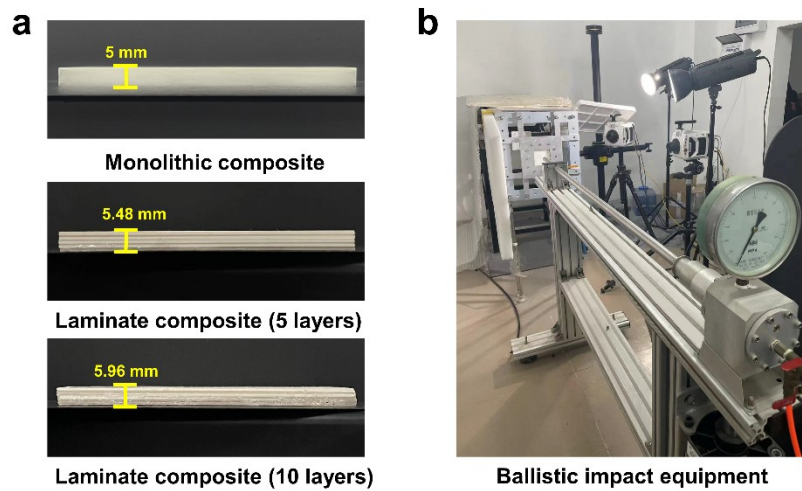 a
5 mm
Monolithic composite
5.48 mm
Laminate composite (5 layers)
5.96 mm
Laminate composite (10 layers)
b
Ballistic impact equipment